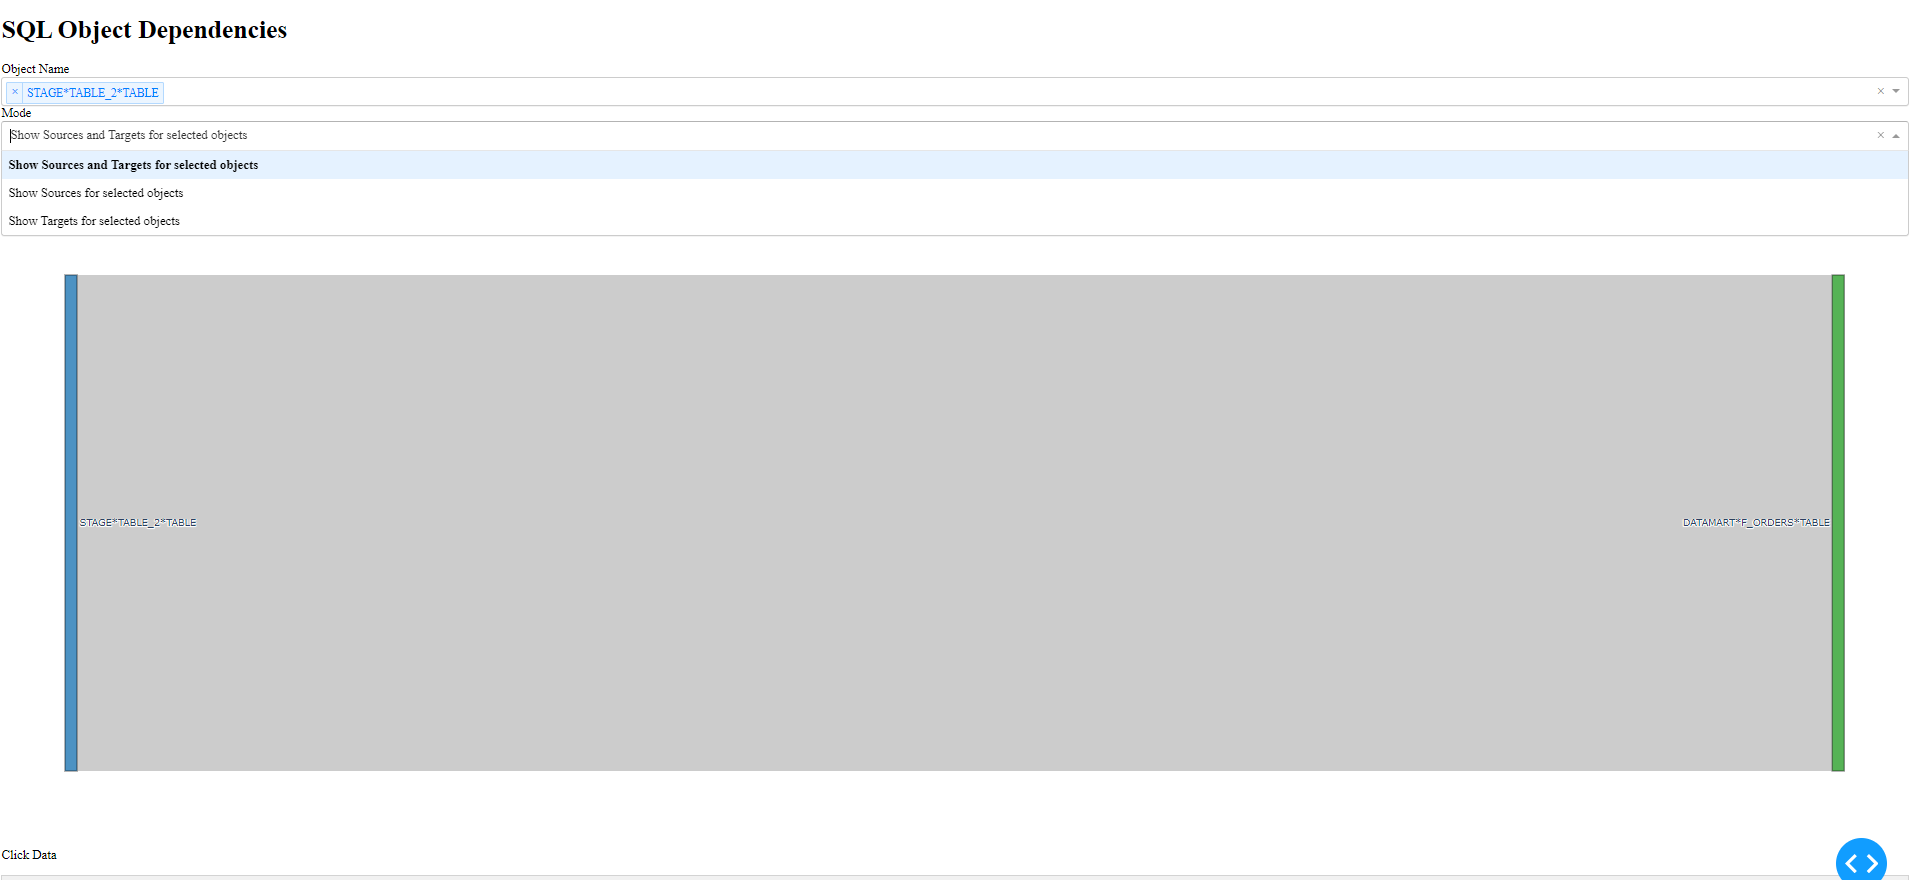 SQL Object Dependencies
Object Name
× STAGE*TABLE_2*TABLE
Mode
Show Sources and Targets for selected objects
Show Sources and Targets for selected objects
Show Sources for selected objects
Show Targets for selected objects
STAGE*TABLE_2*TABLE
DATAMART*F_ORDERS*TABLE
Click Data